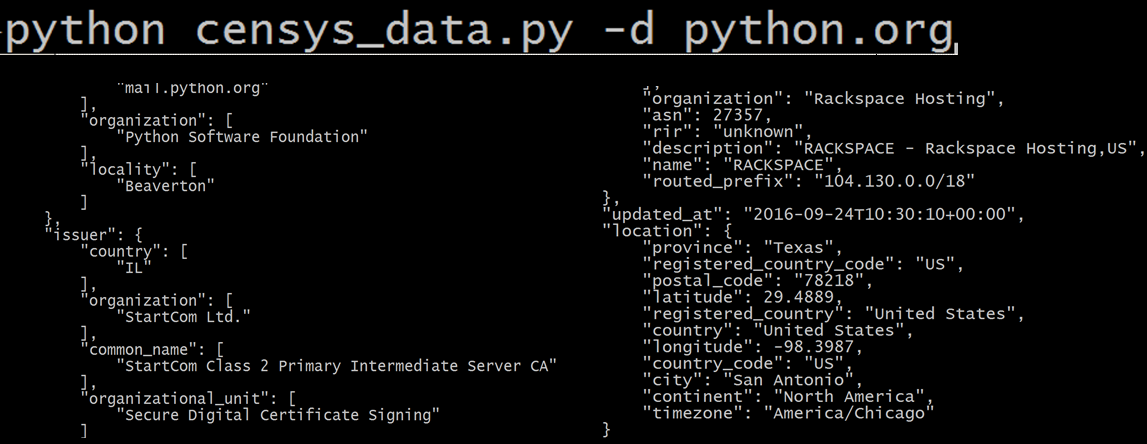 python censys_data.py -d python.org
"mail.python.org"
],
"organization": [
"Python Software Foundation"
],
"locality": [
"Beaverton"
]
},
"issuer": {
"country": [
"IL"
],
"organization": [
"StartCom Ltd."
],
"common_name": [
"StartCom Class 2 Primary Intermediate Server CA"
],
"organizational_unit": [
"Secure Digital Certificate Signing"
]
],
"organization": "Rackspace Hosting",
"asn": 27357,
"rir": "unknown",
"description": "RACKSPACE - Rackspace Hosting,US",
"name": "RACKSPACE",
"routed_prefix": "104.130.0.0/18"
},
"updated_at": "2016-09-24T10:30:10+00:00",
"location": {
"province": "Texas",
"registered_country_code": "US",
"postal_code": "78218",
"latitude": 29.4889,
"registered_country": "United States",
"country": "United States",
"longitude": -98.3987,
"country_code": "US",
"city": "San Antonio",
"continent": "North America",
"timezone": "America/Chicago"
}